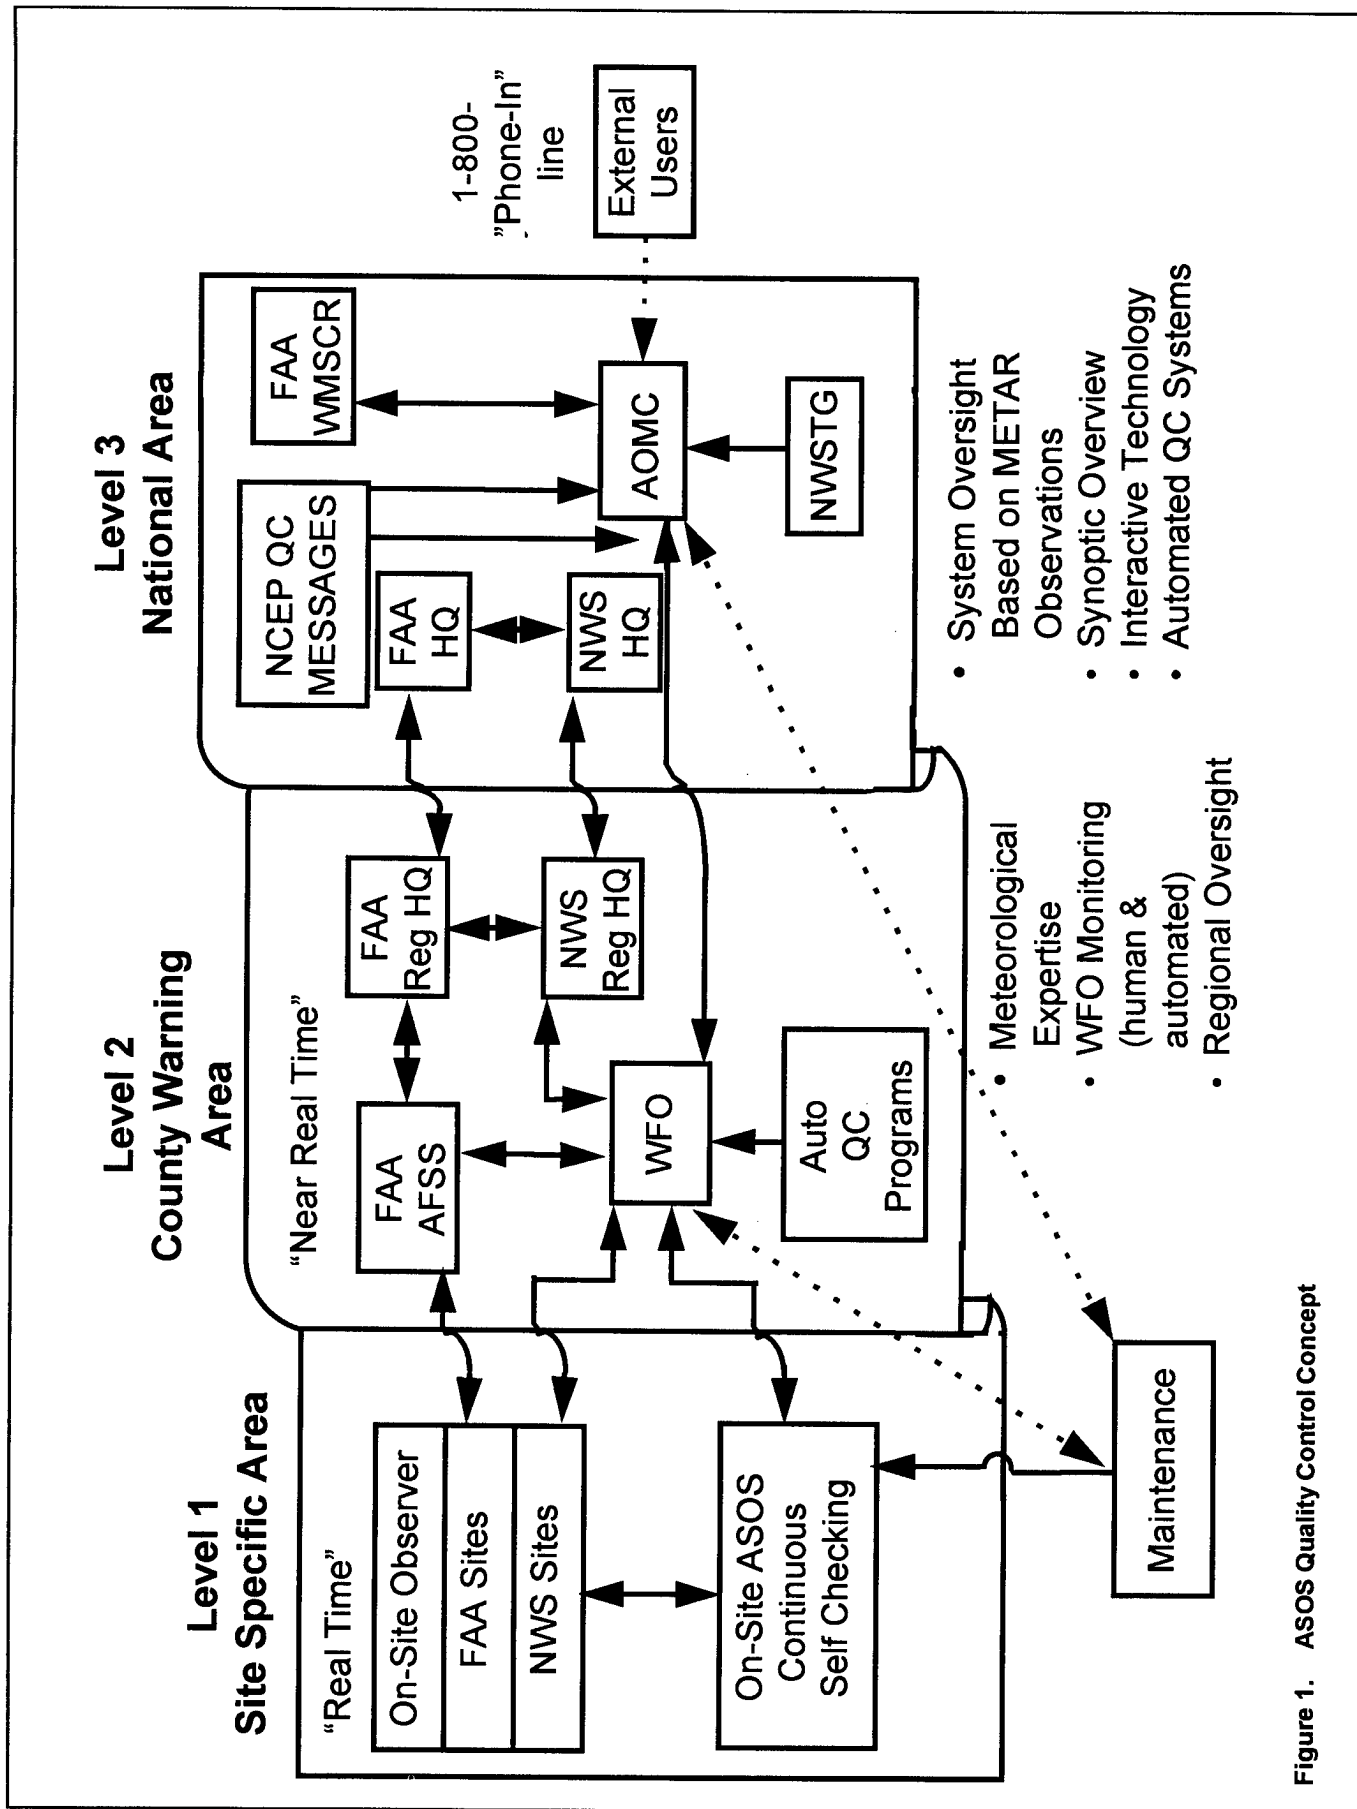 Level 1
Site Specific Area
"Real Time"
On-Site Observer
FAA Sites
NWS Sites
On-Site ASOS
Continuous
Self Checking
Maintenance
Level 2
County Warning
Area
“Near Real Time”
FAA
AFSS
FAA
Reg HQ
NWS
Reg HQ
WFO
Auto
QC
Programs
• Meteorological
Expertise
• WFO Monitoring
(human &
automated)
• Regional Oversight
Level 3
National Area
NCEP QC
MESSAGES
FAA
WMSCR
FAA
HQ
NWS
HQ
AOMC
NWSTG
• System Oversight
Based on METAR
Observations
• Synoptic Overview
• Interactive Technology
• Automated QC Systems
1-800-
”Phone-In”
line
External
Users
Figure 1. ASOS Quality Control Concept